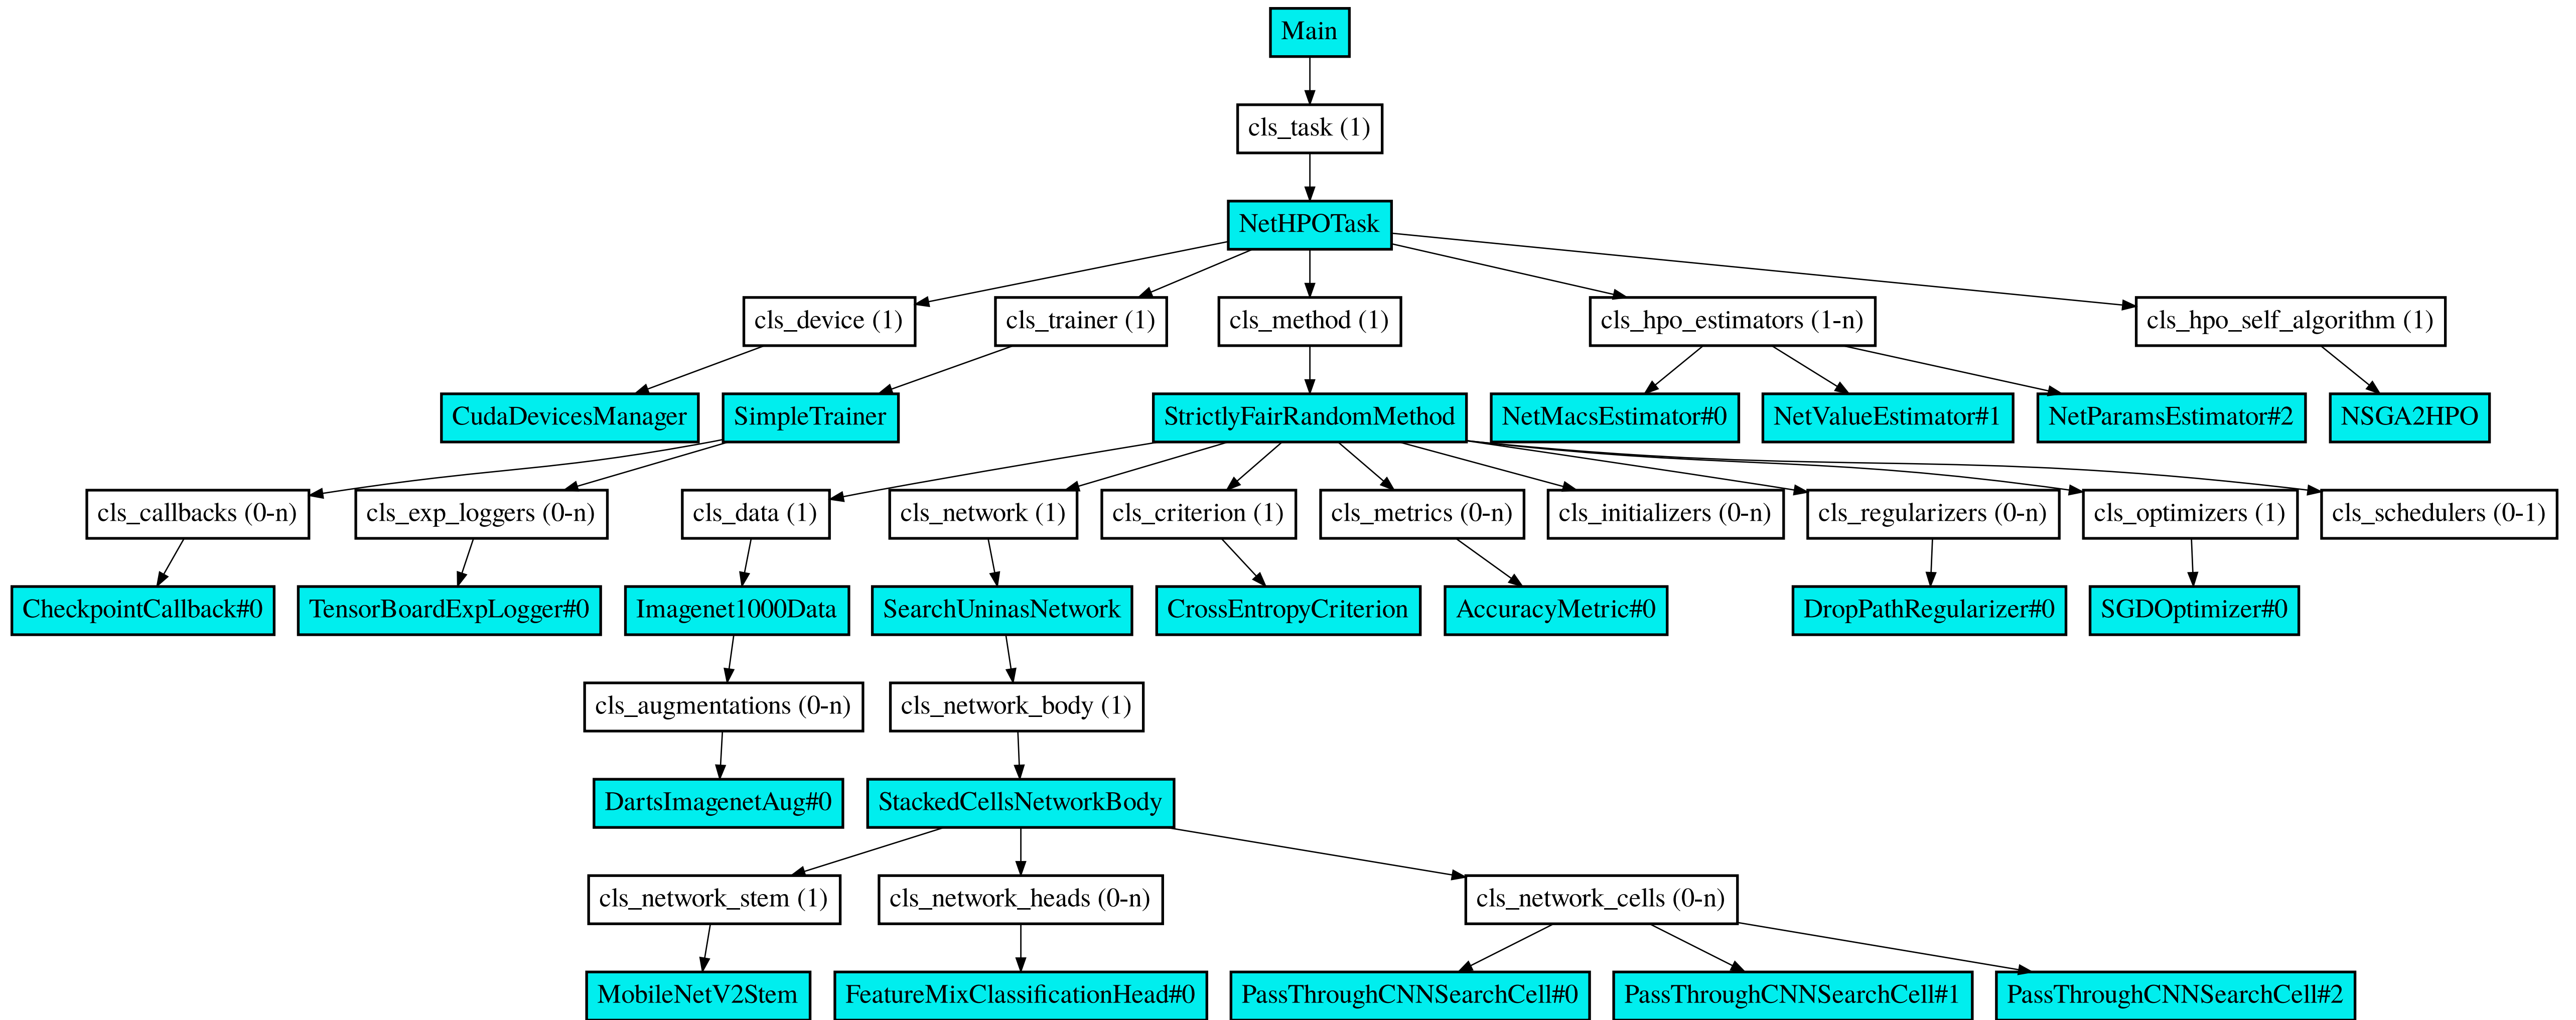 Main
cls_task (1)
NetHPOTask
cls_device (1)
cls_trainer (1)
cls_method (1)
cls_hpo_estimators (1-n)
cls_hpo_self_algorithm (1)
CudaDevicesManager
SimpleTrainer
StrictlyFairRandomMethod
NetMacsEstimator#0
NetValueEstimator#1
NetParamsEstimator#2
NSGA2HPO
cls_callbacks (0-n)
cls_exp_loggers (0-n)
cls_data (1)
cls_network (1)
cls_criterion (1)
cls_metrics (0-n)
cls_initializers (0-n)
cls_regularizers (0-n)
cls_optimizers (1)
cls_schedulers (0-1)
CheckpointCallback#0
TensorBoardExpLogger#0
Imagenet1000Data
SearchUninasNetwork
CrossEntropyCriterion
AccuracyMetric#0
DropPathRegularizer#0
SGDOptimizer#0
cls_augmentations (0-n)
cls_network_body (1)
DartsImagenetAug#0
StackedCellsNetworkBody
cls_network_stem (1)
cls_network_heads (0-n)
cls_network_cells (0-n)
MobileNetV2Stem
FeatureMixClassificationHead#0
PassThroughCNNSearchCell#0
PassThroughCNNSearchCell#1
PassThroughCNNSearchCell#2